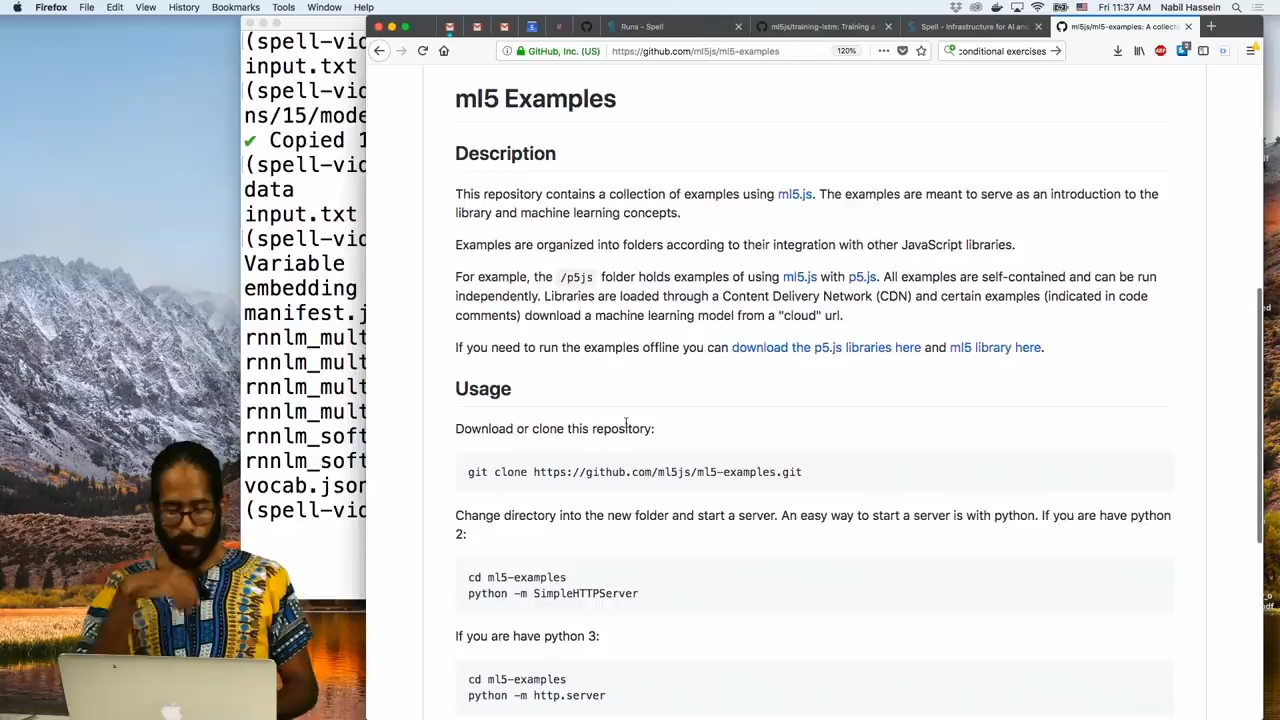 Firefox File Edit View History Bookmarks Tools Window Help
Fri 11:37 AM Nabil Hassein
Runs - Spell
ml5js/training-lstm: Training a
Spell - Infrastructure for AI and
ml5js/ml5-examples: A collect
GitHub, Inc. (US)
https://github.com/ml5js/ml5-examples
120%
conditional exercises
(spell-vid
input.txt
(spell-vid
ns/15/mode
✔ Copied 1
(spell-vid
data
input.txt
(spell-vid
Variable
embedding
manifest.j
rnnlm_mult
rnnlm_mult
rnnlm_mult
rnnlm_mult
rnnlm_soft
rnnlm_soft
vocab.json
(spell-vid
ml5 Examples
Description
This repository contains a collection of examples using ml5.js. The examples are meant to serve as an introduction to the
library and machine learning concepts.
Examples are organized into folders according to their integration with other JavaScript libraries.
For example, the /p5js folder holds examples of using ml5.js with p5.js. All examples are self-contained and can be run
independently. Libraries are loaded through a Content Delivery Network (CDN) and certain examples (indicated in code
comments) download a machine learning model from a "cloud" url.
If you need to run the examples offline you can download the p5.js libraries here and ml5 library here.
Usage
Download or clone this repository:
git clone https://github.com/ml5js/ml5-examples.git
Change directory into the new folder and start a server. An easy way to start a server is with python. If you are have python
2:
cd ml5-examples
python -m SimpleHTTPServer
If you are have python 3:
cd ml5-examples
python -m http.server